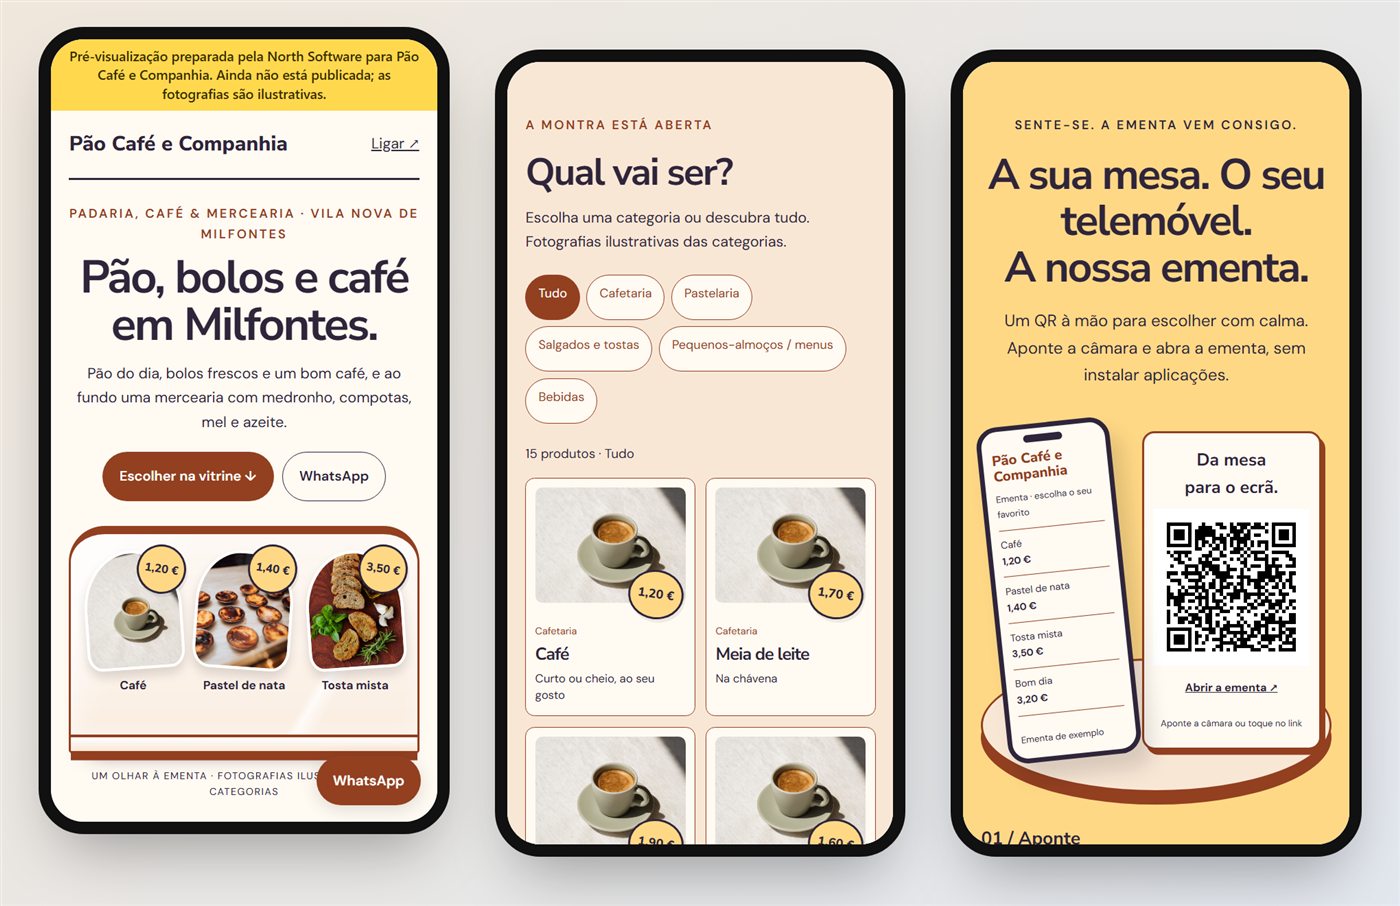 Pré-visualização preparada pela North Software para Pão
Café e Companhia. Ainda não está publicada; as
fotografias são ilustrativas.
Pão Café e Companhia
Ligar ↗
PADARIA, CAFÉ & MERCEARIA · VILA NOVA DE
MILFONTES
Pão, bolos e café
em Milfontes.
Pão do dia, bolos frescos e um bom café, e ao
fundo uma mercearia com medronho, compotas,
mel e azeite.
Escolher na vitrine ↓
WhatsApp
1,20 €
1,40 €
3,50 €
Café
Pastel de nata
Tosta mista
UM OLHAR À EMENTA · FOTOGRAFIAS
CATEGORIAS
WhatsApp
A MONTRA ESTÁ ABERTA
Qual vai ser?
Escolha uma categoria ou descubra tudo.
Fotografias ilustrativas das categorias.
Tudo
Cafetaria
Pastelaria
Salgados e tostas
Pequenos-almoços / menus
Bebidas
15 produtos · Tudo
1,20 €
1,70 €
Cafetaria
Café
Curto ou cheio, ao seu
gosto
Cafetaria
Meia de leite
Na chávena
1,90 €
1,60 €
SENTE-SE. A EMENTA VEM CONSIGO.
A sua mesa. O seu
telemóvel.
A nossa ementa.
Um QR à mão para escolher com calma.
Aponte a câmara e abra a ementa, sem
instalar aplicações.
Pão Café e
Companhia
Ementa · escolha o seu
favorito
Café
1,20 €
Pastel de nata
1,40 €
Tosta mista
3,50 €
Bom dia
3,20 €
Ementa de exemplo
Da mesa
para o ecrã.
Abrir a ementa ↗
Aponte a câmara ou toque no link
01 / Aponte